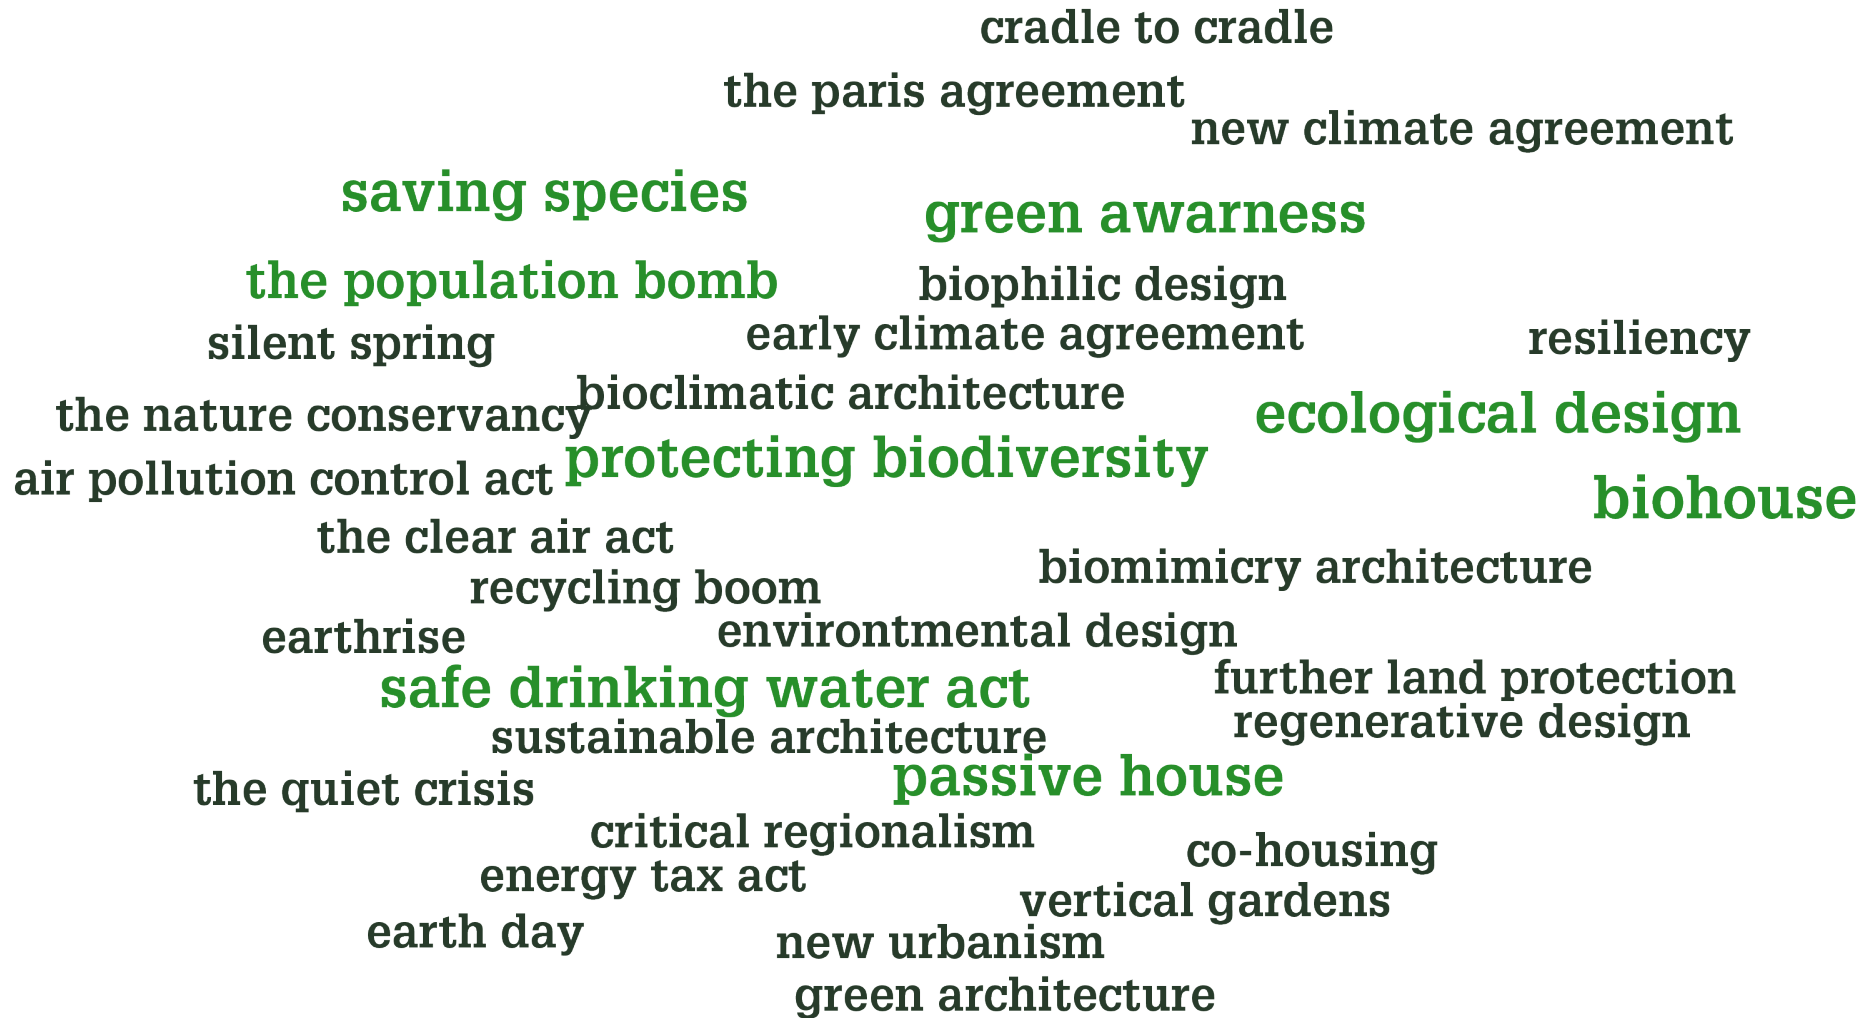 cradle to cradle
the paris agreement
new climate agreement
saving species
green awarness
the population bomb
biophilic design
silent spring
early climate agreement
resiliency
the nature conservancy
bioclimatic architecture
ecological design
air pollution control act
protecting biodiversity
biohouse
the clear air act
biomimicry architecture
recycling boom
earthrise
environtmental design
safe drinking water act
further land protection
sustainable architecture
regenerative design
the quiet crisis
passive house
critical regionalism
co-housing
energy tax act
vertical gardens
earth day
new urbanism
green architecture